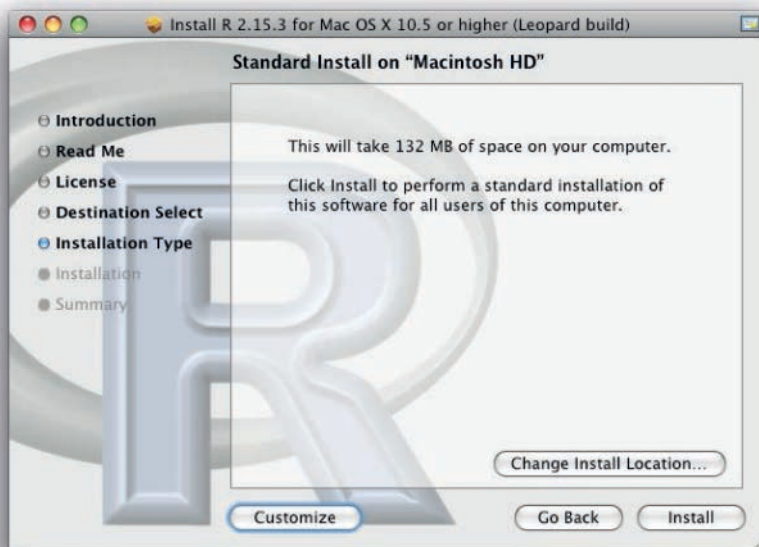 Install R 2.15.3 for Mac OS X 10.5 or higher (Leopard build)
Standard Install on “Macintosh HD”
Introduction
Read Me
License
Destination Select
Installation Type
Installation
Summary
This will take 132 MB of space on your computer.
Click Install to perform a standard installation of
this software for all users of this computer.
Change Install Location...
Customize
Go Back
Install
R